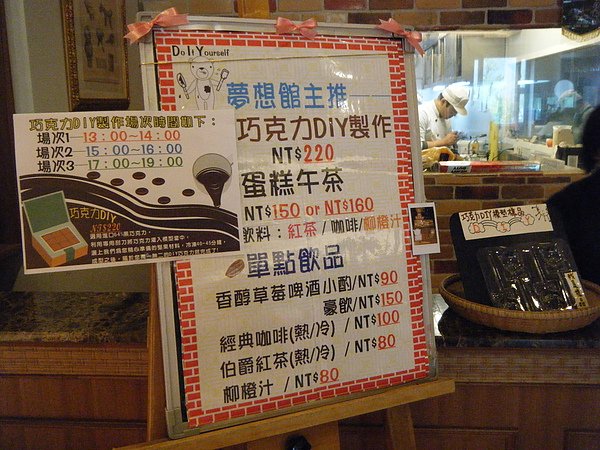 Do It Yourself
夢想館主推
巧克力DIY製作
NT$220
蛋糕午茶
NT$150 or NT$160
飲料：紅茶/咖啡/柳橙汁
單點飲品
香醇草莓啤酒小酌/NT$90
豪飲/NT$150
經典咖啡(熱/冷) / NT$100
伯爵紅茶(熱/冷) / NT$80
柳橙汁 / NT$80
巧克力DIY製作場次時間如下：
場次1 13：00~14：00
場次2 15：00~16：00
場次3 17：00~19：00
巧克力DIY
NT$220